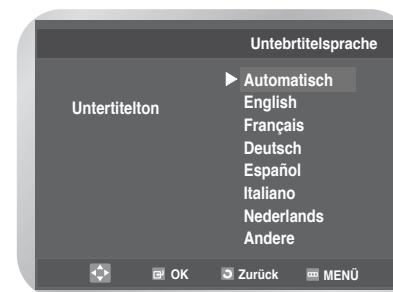 Untebrtitelsprache
Automatisch
Untertitelton
English
Français
Deutsch
Español
Italiano
Nederlands
Andere
OK Zurück MENÜ